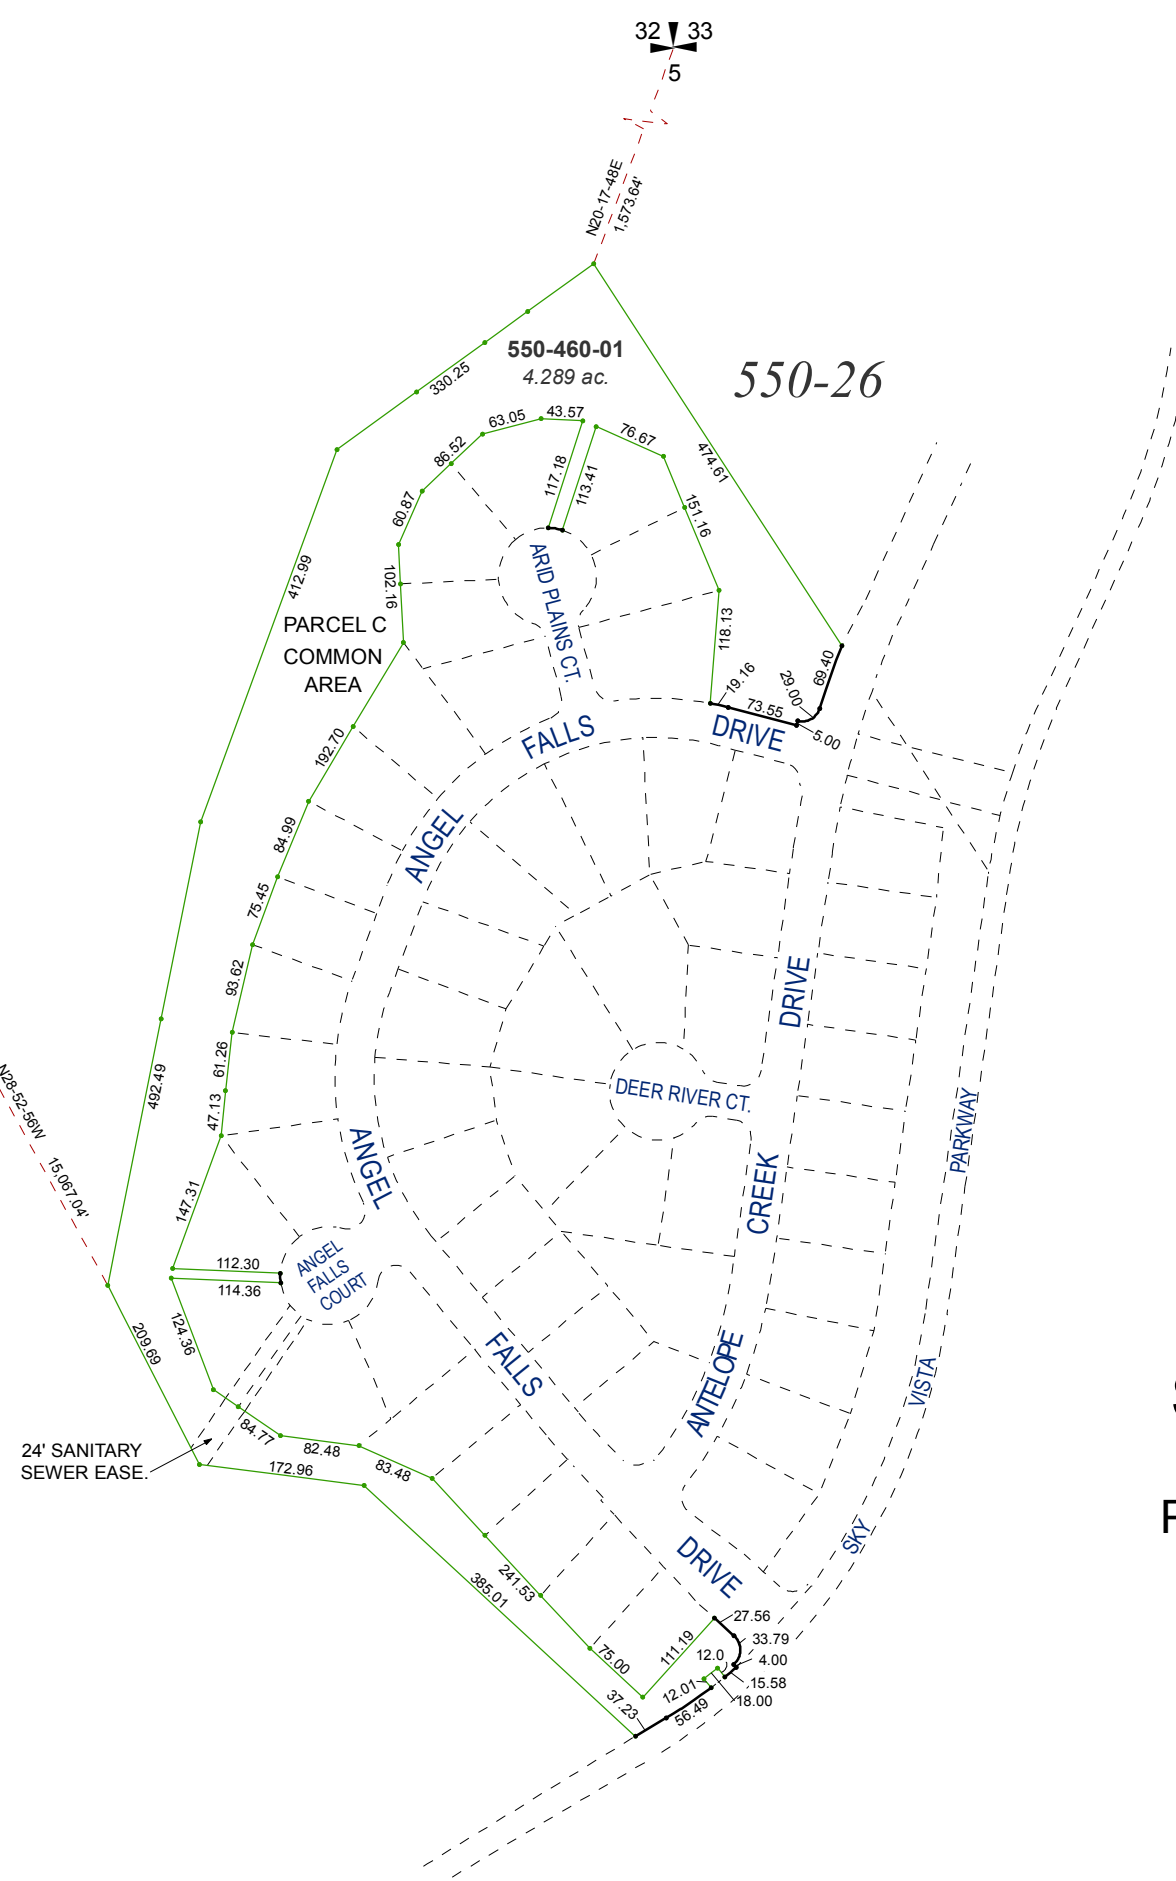 32 33
5
N20-17-48E
1,573.64'
550-460-01
4.289 ac.
550-26
330.25
474.61
63.05
43.57
76.67
86.52
117.18
113.41
60.87
151.16
412.99
102.16
ARID PLAINS CT.
PARCEL C
COMMON
AREA
118.13
19.16
73.55
29.00
69.40
5.00
192.70
ANGEL
FALLS
DRIVE
84.99
75.45
93.62
61.26
47.13
492.49
N28-52-56W
15,067.04'
147.31
112.30
114.36
124.36
209.69
ANGEL
FALLS
COURT
DEER RIVER CT.
ANGEL
FALLS
DRIVE
ANTELOPE
CREEK
DRIVE
SKY
VISTA
PARKWAY
24' SANITARY
SEWER EASE.
84.77
82.48
83.48
172.96
385.01
241.53
75.00
111.19
27.56
33.79
12.0
4.00
15.58
18.00
12.01
56.49
37.23